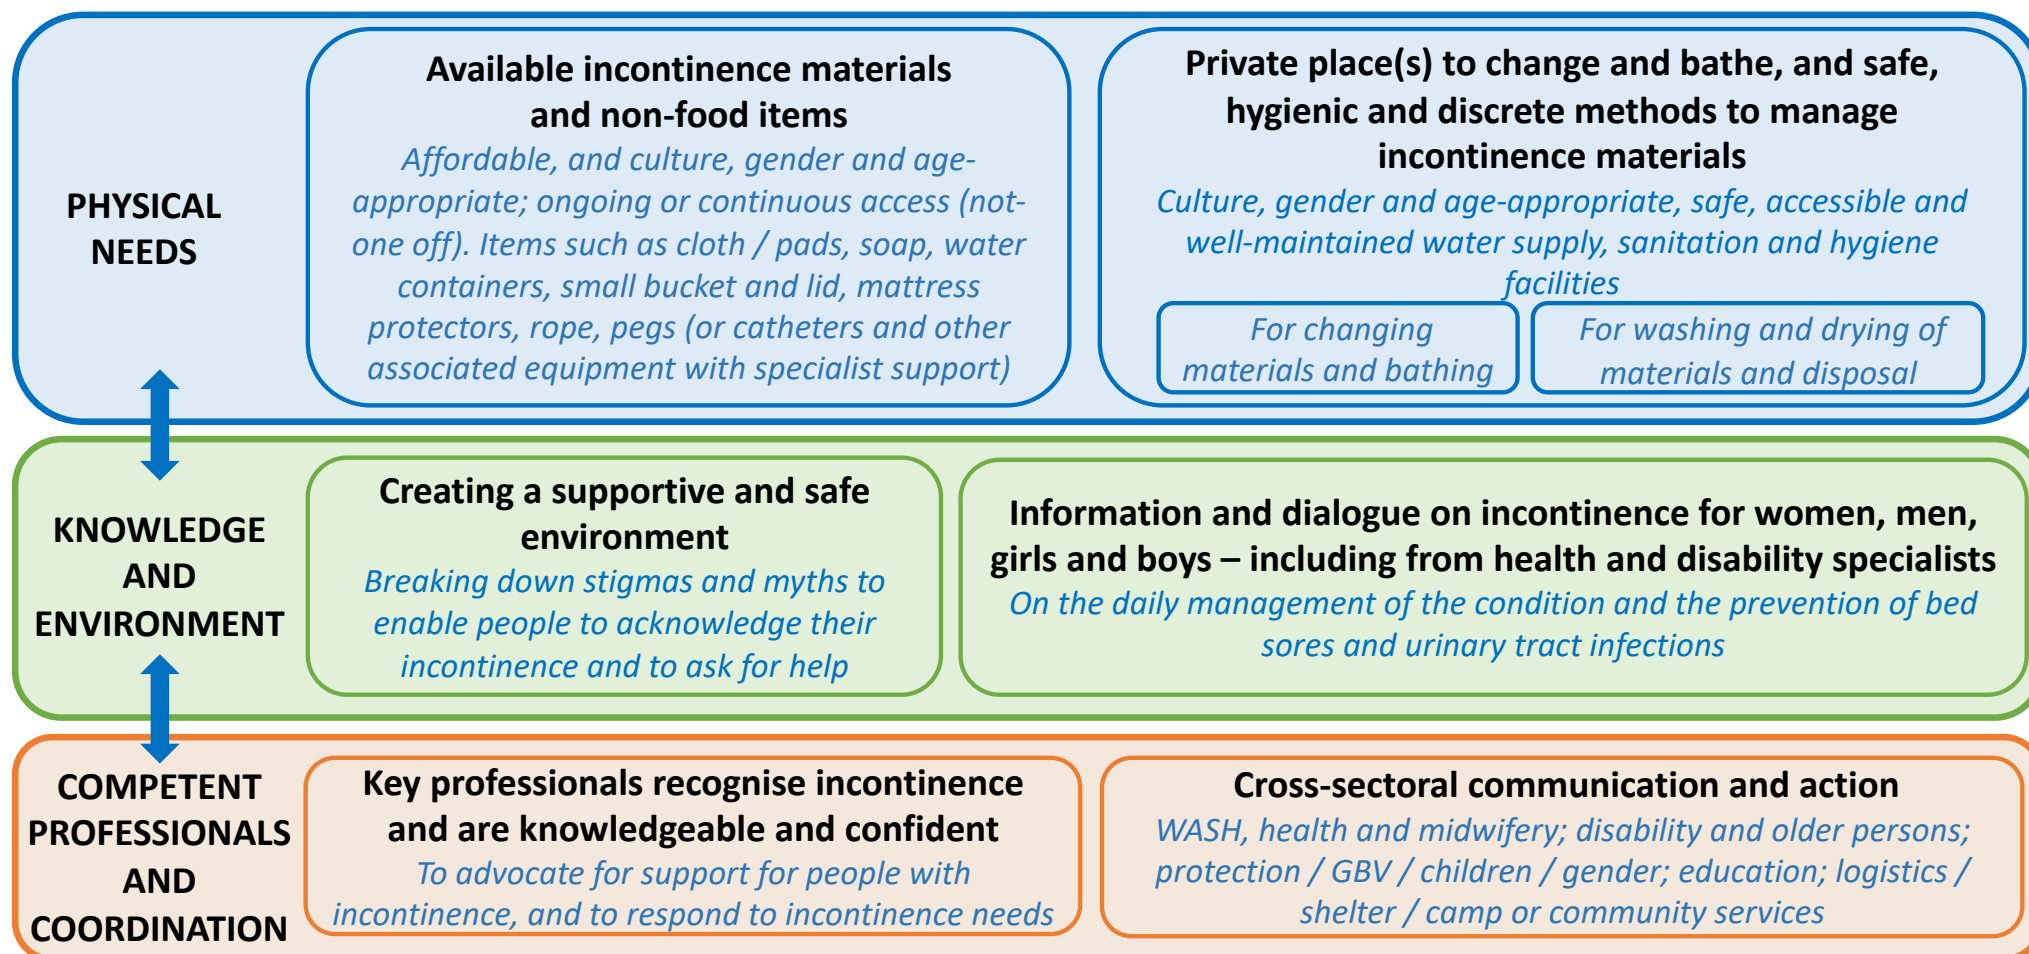 PHYSICAL
NEEDS
Available incontinence materials
and non-food items
Affordable, and culture, gender and age-
appropriate; ongoing or continuous access (not-
one off). Items such as cloth / pads, soap, water
containers, small bucket and lid, mattress
protectors, rope, pegs (or catheters and other
associated equipment with specialist support)
Private place(s) to change and bathe, and safe,
hygienic and discrete methods to manage
incontinence materials
Culture, gender and age-appropriate, safe, accessible and
well-maintained water supply, sanitation and hygiene
facilities
For changing
materials and bathing
For washing and drying of
materials and disposal
KNOWLEDGE
AND
ENVIRONMENT
Creating a supportive and safe
environment
Breaking down stigmas and myths to
enable people to acknowledge their
incontinence and to ask for help
Information and dialogue on incontinence for women, men,
girls and boys – including from health and disability specialists
On the daily management of the condition and the prevention of bed
sores and urinary tract infections
COMPETENT
PROFESSIONALS
AND
COORDINATION
Key professionals recognise incontinence
and are knowledgeable and confident
To advocate for support for people with
incontinence, and to respond to incontinence needs
Cross-sectoral communication and action
WASH, health and midwifery; disability and older persons;
protection / GBV / children / gender; education; logistics /
shelter / camp or community services